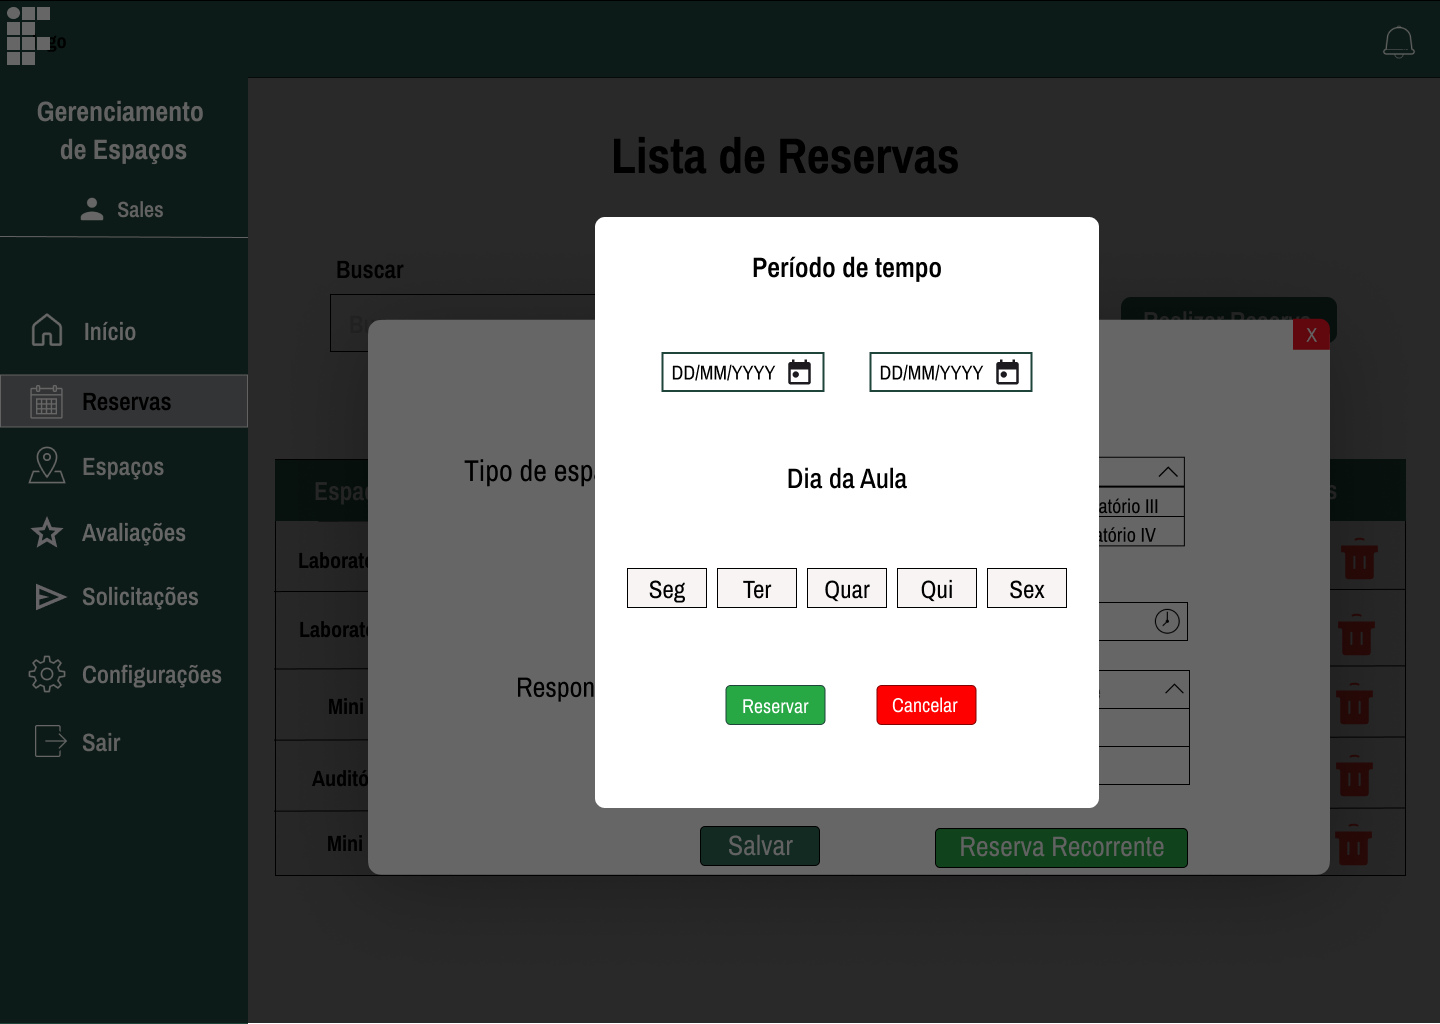 go
Gerenciamento
de Espaços
Sales
Início
Reservas
Espaços
Avaliações
Solicitações
Configurações
Sair
Lista de Reservas
Buscar
Realizar Reserva
X
Tipo de esp
atório III
atório IV
Respon
Salvar
Reserva Recorrente
Espa
s
Laborat
Laborat
Mini
Auditó
Mini
Período de tempo
DD/MM/YYYY DD/MM/YYYY
Dia da Aula
Seg Ter Quar Qui Sex
Reservar Cancelar